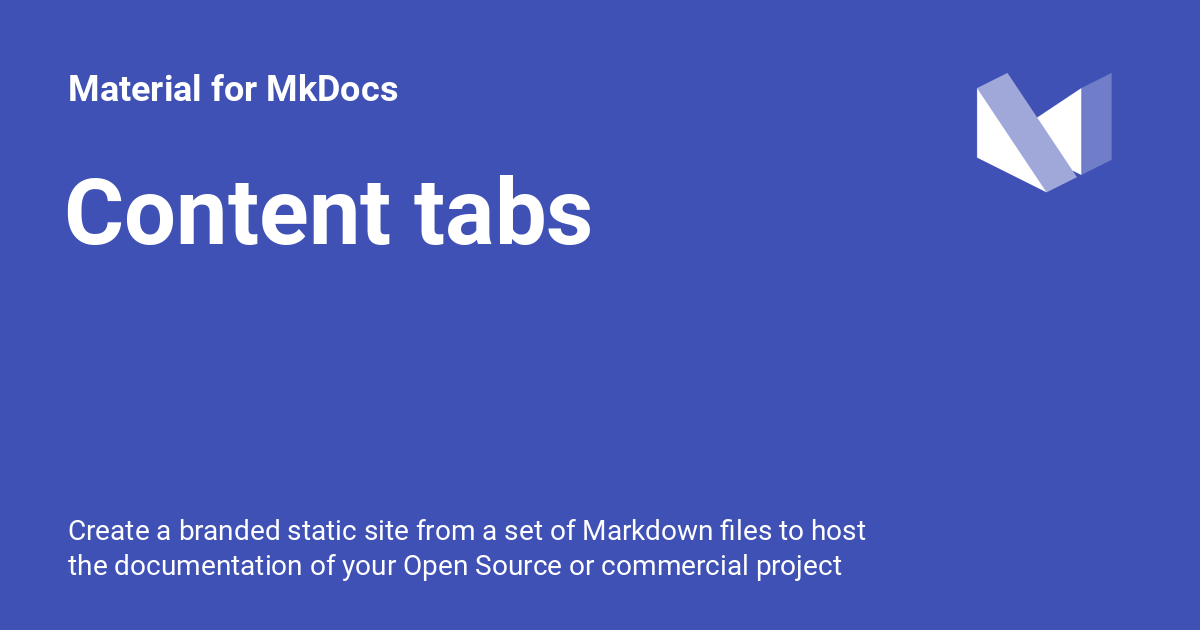 Material for MkDocs
Content tabs
Create a branded static site from a set of Markdown files to host
the documentation of your Open Source or commercial project